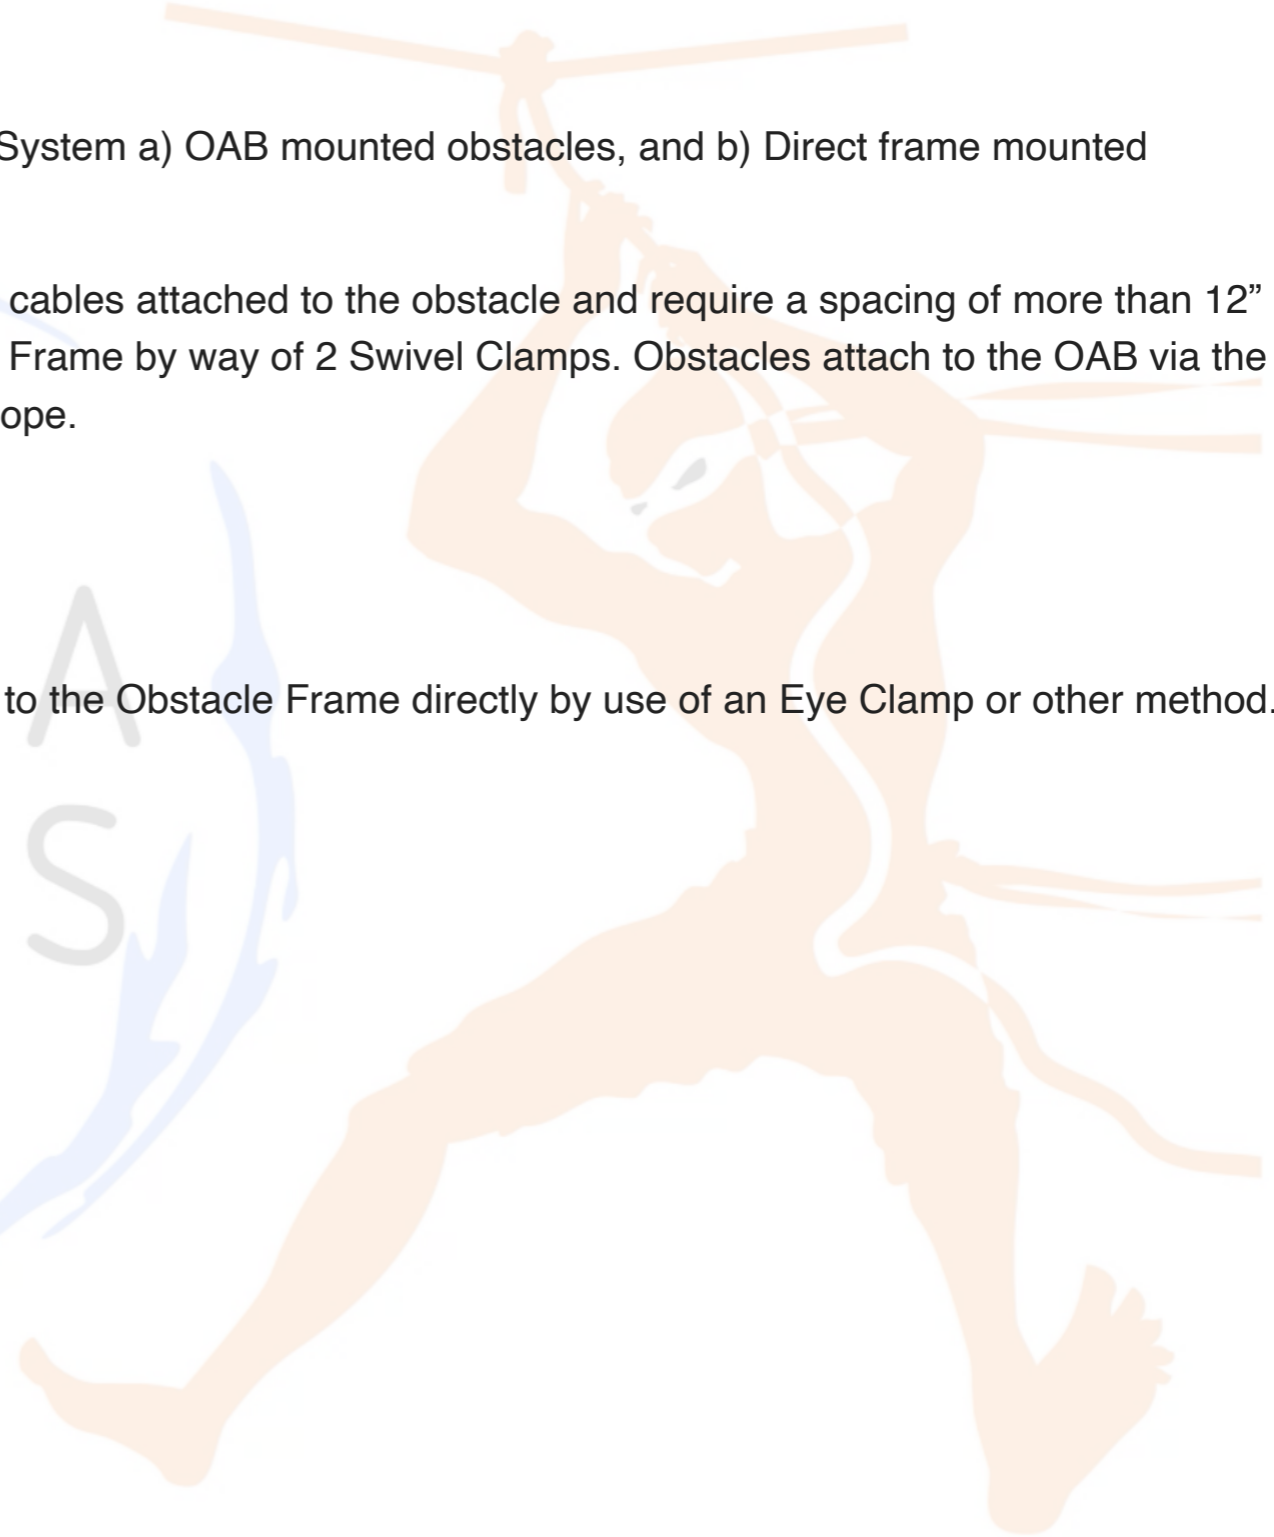 System a) OAB mounted obstacles, and b) Direct frame mounted
cables attached to the obstacle and require a spacing of more than 12”
Frame by way of 2 Swivel Clamps. Obstacles attach to the OAB via the
ope.
to the Obstacle Frame directly by use of an Eye Clamp or other method.
A
S